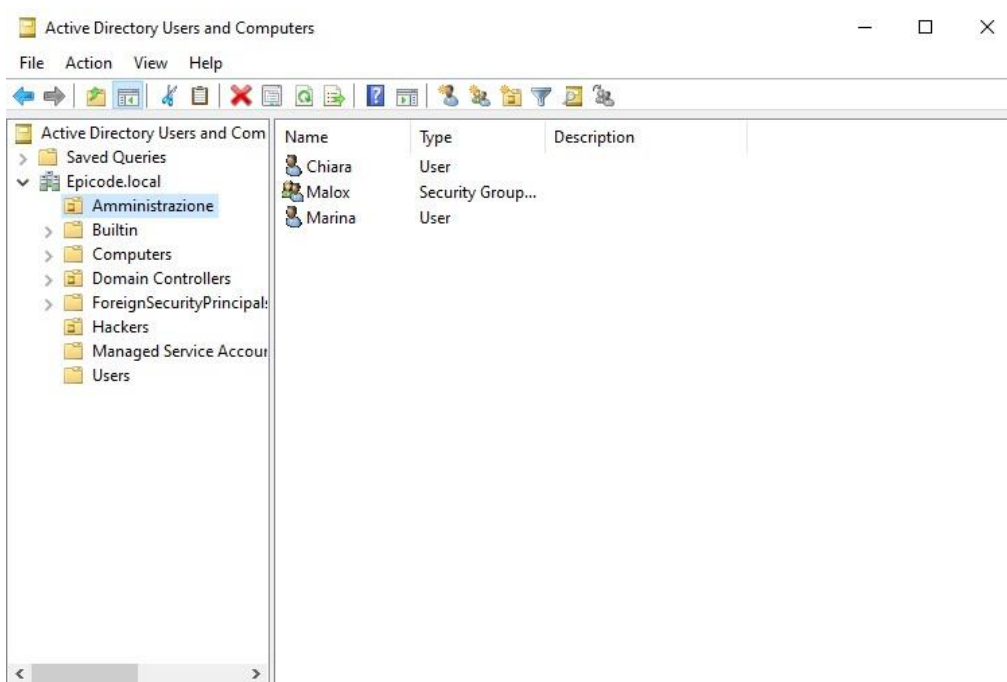 Active Directory Users and Computers
File Action View Help
Active Directory Users and Com
Saved Queries
Epicode.local
Amministrazione
Builtin
Computers
Domain Controllers
ForeignSecurityPrincipals
Hackers
Managed Service Accour
Users
Name Type Description
Chiara User
Malox Security Group...
Marina User